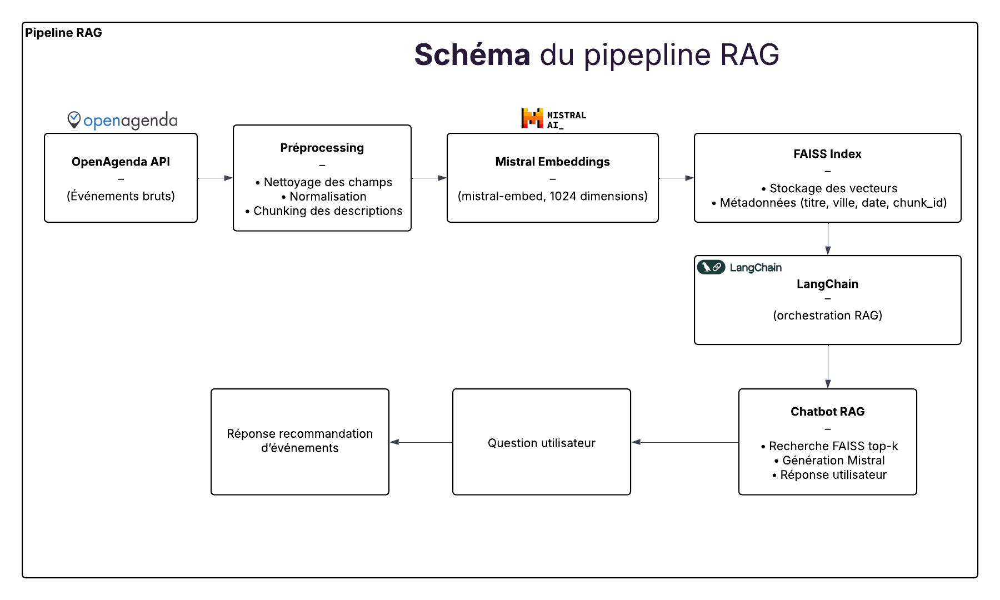 Pipeline RAG
Schéma du pipepline RAG
openagenda
OpenAgenda API
–
(Événements bruts)
Préprocessing
–
• Nettoyage des champs
• Normalisation
• Chunking des descriptions
MISTRAL
AI_
Mistral Embeddings
–
(mistral-embed, 1024 dimensions)
FAISS Index
–
• Stockage des vecteurs
• Métadonnées (titre, ville, date, chunk_id)
LangChain
LangChain
–
(orchestration RAG)
Chatbot RAG
–
• Recherche FAISS top-k
• Génération Mistral
• Réponse utilisateur
Question utilisateur
Réponse recommandation
d’événements